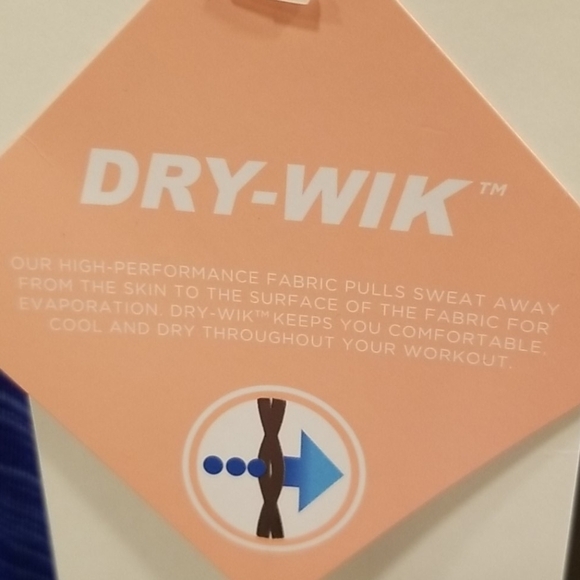 DRY-WIK™
OUR HIGH-PERFORMANCE FABRIC PULLS SWEAT AWAY
FROM THE SKIN TO THE SURFACE OF THE FABRIC FOR
EVAPORATION. DRY-WIK™ KEEPS YOU COMFORTABLE,
COOL AND DRY THROUGHOUT YOUR WORKOUT.